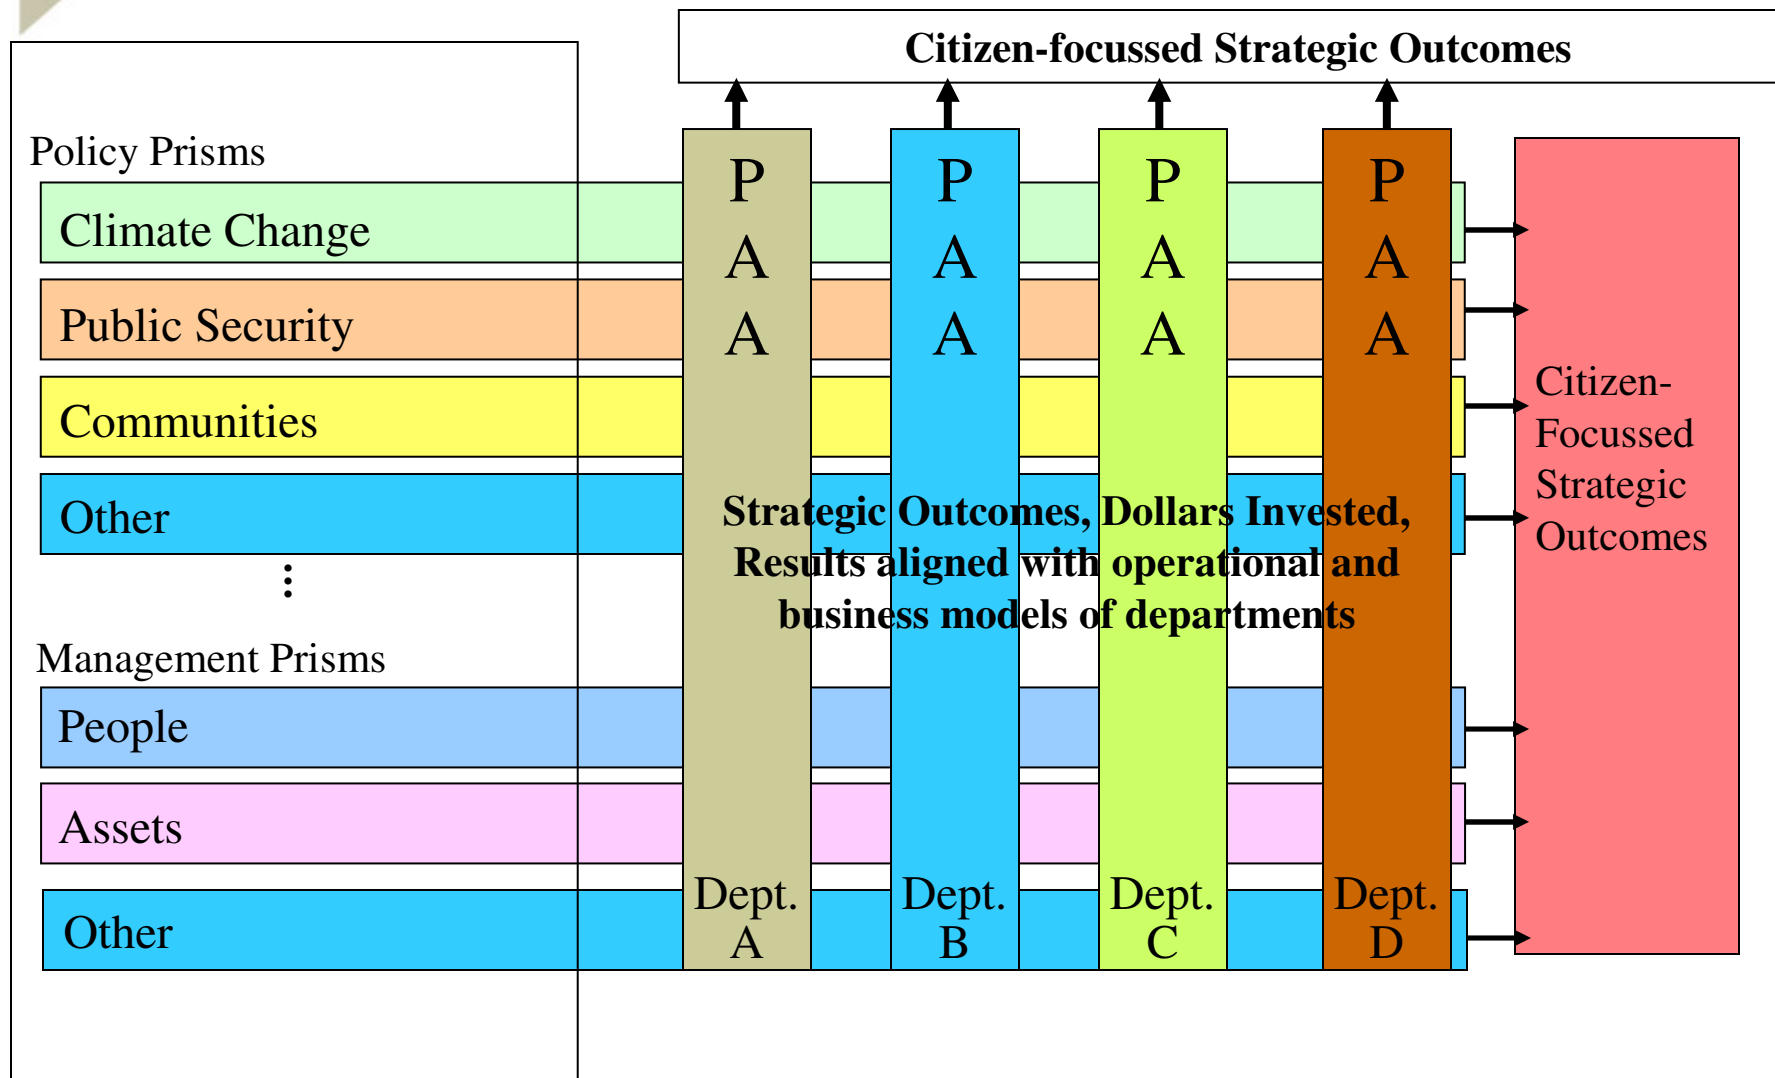 Citizen-focussed Strategic Outcomes
Policy Prisms
Climate Change
Public Security
Communities
Other
⋮
Management Prisms
People
Assets
Other
P
A
A
Dept.
A
P
A
A
Dept.
B
P
A
A
Dept.
C
P
A
A
Dept.
D
Strategic Outcomes, Dollars Invested,
Results aligned with operational and
business models of departments
Citizen-
Focussed
Strategic
Outcomes